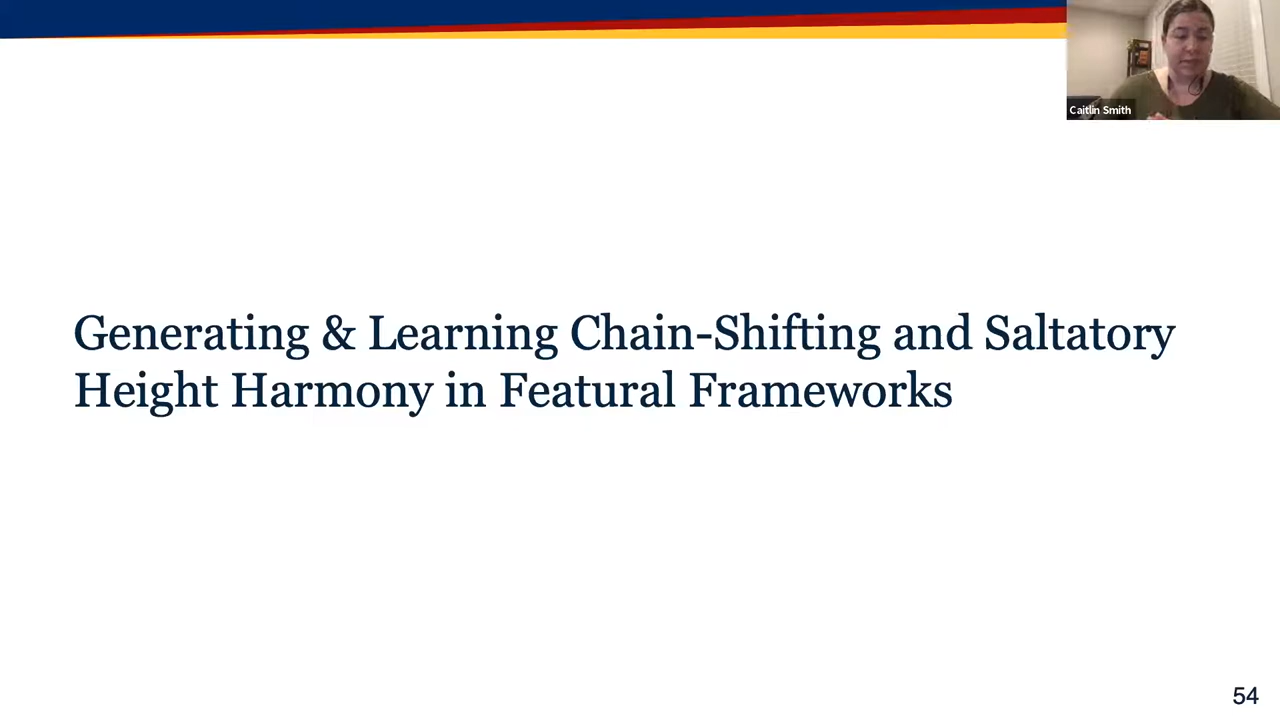 Caitlin Smith
Generating & Learning Chain-Shifting and Saltatory
Height Harmony in Featural Frameworks
54